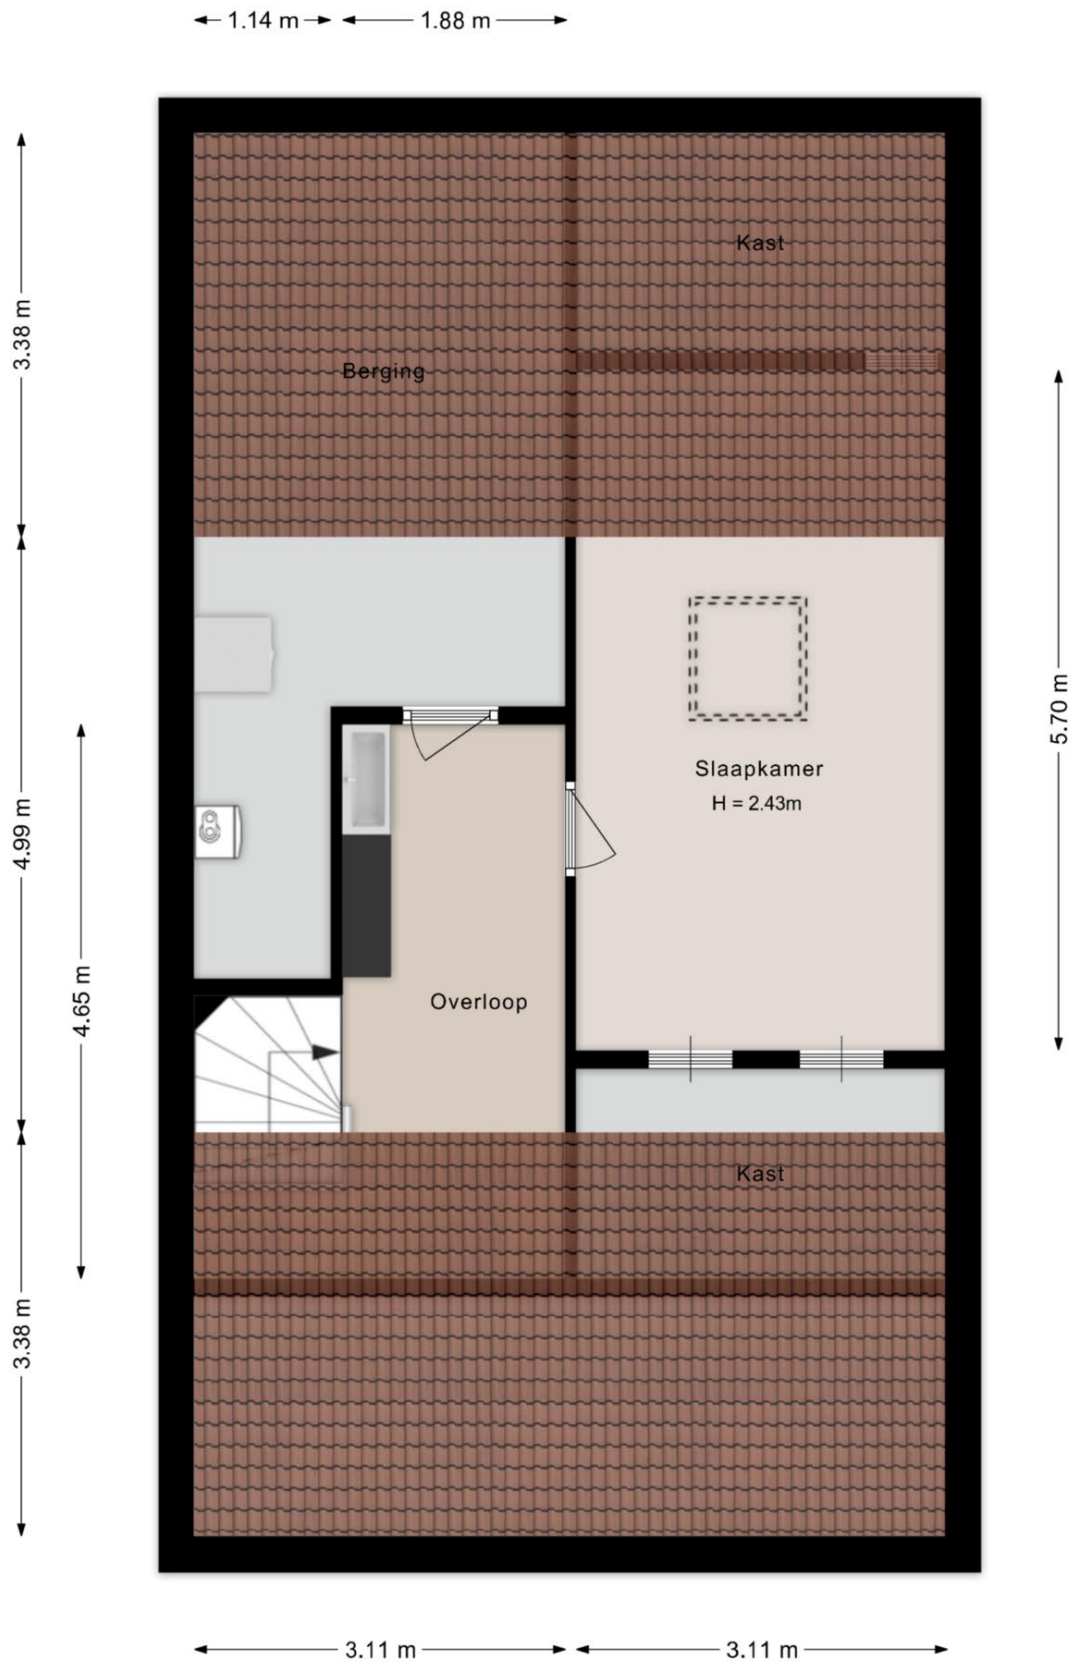 1.14 m
1.88 m
Kast
3.38 m
Berging
5.70 m
Slaapkamer
H = 2.43m
4.99 m
4.65 m
Overloop
Kast
3.38 m
3.11 m
3.11 m